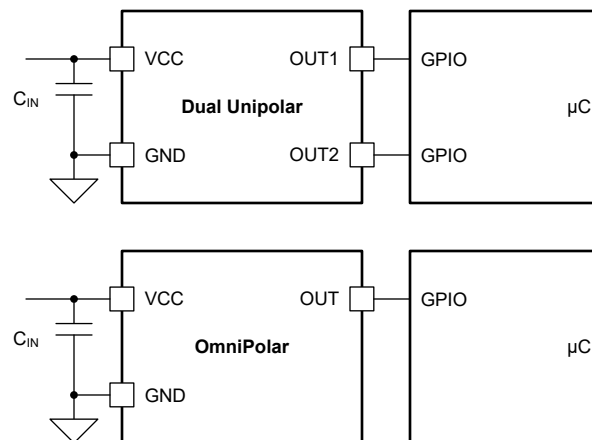 VCC OUT1 GPIO
CIN Dual Unipolar µC
GND OUT2 GPIO
VCC OUT GPIO
CIN OmniPolar µC
GND